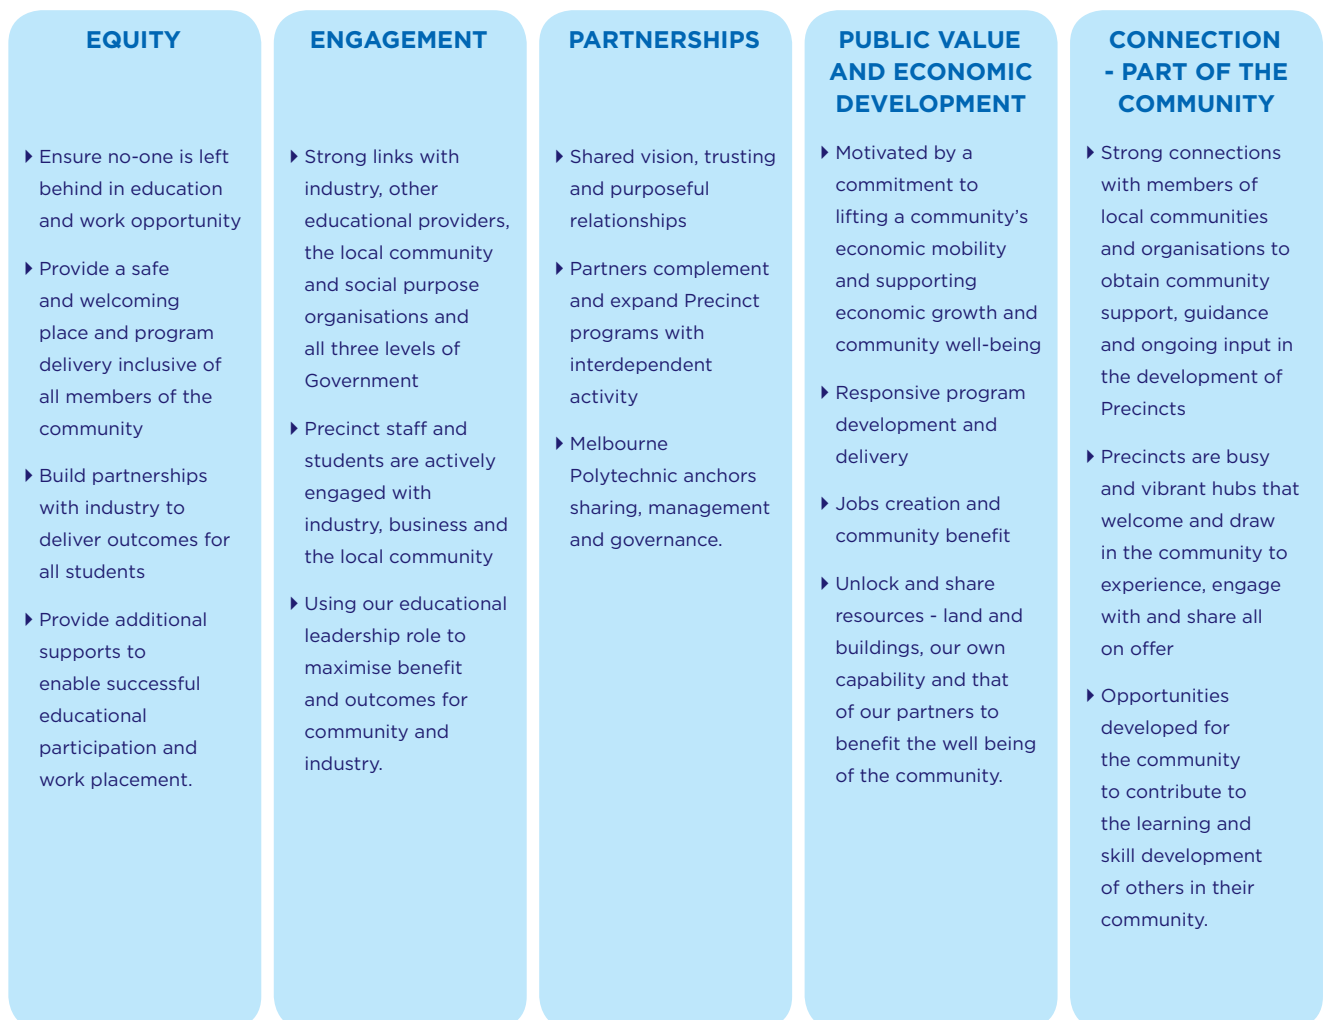 EQUITY
Ensure no-one is left
behind in education
and work opportunity
Provide a safe
and welcoming
place and program
delivery inclusive of
all members of the
community
Build partnerships
with industry to
deliver outcomes for
all students
Provide additional
supports to
enable successful
educational
participation and
work placement.
ENGAGEMENT
Strong links with
industry, other
educational providers,
the local community
and social purpose
organisations and
all three levels of
Government
Precinct staff and
students are actively
engaged with
industry, business and
the local community
Using our educational
leadership role to
maximise benefit
and outcomes for
community and
industry.
PARTNERSHIPS
Shared vision, trusting
and purposeful
relationships
Partners complement
and expand Precinct
programs with
interdependent
activity
Melbourne
Polytechnic anchors
sharing, management
and governance.
PUBLIC VALUE
AND ECONOMIC
DEVELOPMENT
Motivated by a
commitment to
lifting a community’s
economic mobility
and supporting
economic growth and
community well-being
Responsive program
development and
delivery
Jobs creation and
community benefit
Unlock and share
resources - land and
buildings, our own
capability and that
of our partners to
benefit the well being
of the community.
CONNECTION
- PART OF THE
COMMUNITY
Strong connections
with members of
local communities
and organisations to
obtain community
support, guidance
and ongoing input in
the development of
Precincts
Precincts are busy
and vibrant hubs that
welcome and draw
in the community to
experience, engage
with and share all
on offer
Opportunities
developed for
the community
to contribute to
the learning and
skill development
of others in their
community.